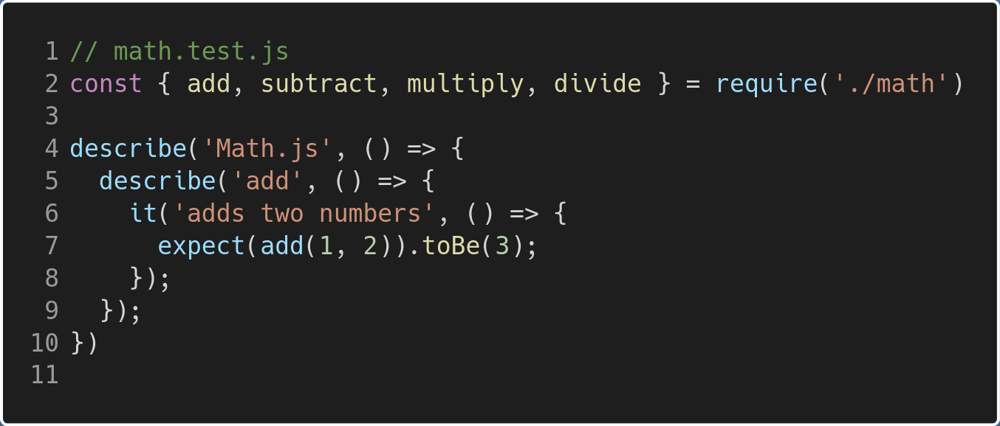 1 // math.test.js
2 const { add, subtract, multiply, divide } = require('./math')
3
4 describe('Math.js', () => {
5   describe('add', () => {
6     it('adds two numbers', () => {
7       expect(add(1, 2)).toBe(3);
8     });
9   });
10 })
11